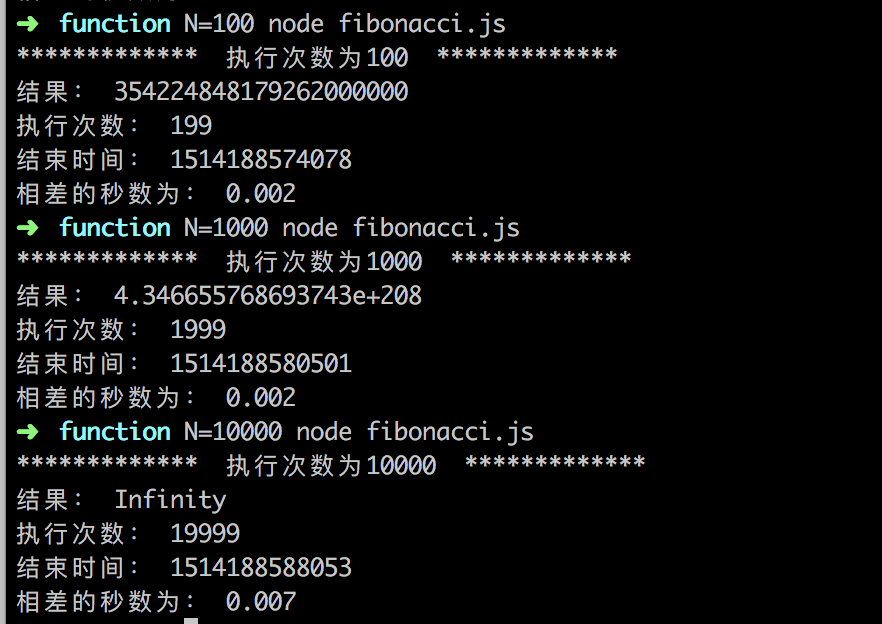 ➜ function N=100 node fibonacci.js
************* 执行次数为100 *************
结果: 354224848179262000000
执行次数: 199
结束时间: 1514188574078
相差的秒数为: 0.002
➜ function N=1000 node fibonacci.js
************* 执行次数为1000 *************
结果: 4.346655768693743e+208
执行次数: 1999
结束时间: 1514188580501
相差的秒数为: 0.002
➜ function N=10000 node fibonacci.js
************* 执行次数为10000 *************
结果: Infinity
执行次数: 19999
结束时间: 1514188588053
相差的秒数为: 0.007